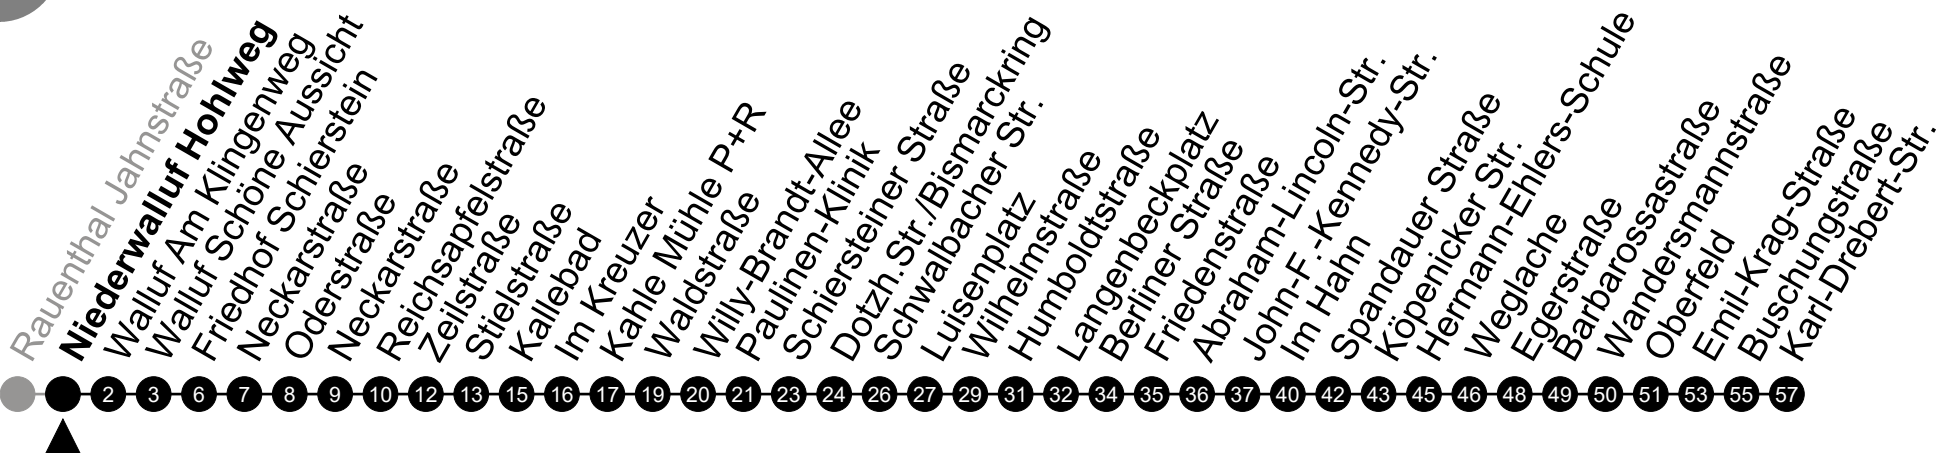 Rauenthal Jahnstraße
Niederwalluf Hohlweg
Walluf Am Klingenweg
Walluf Schöne Aussicht
Friedhof Schierstein
Neckarstraße
Oderstraße
Neckarstraße
Reichsapfelstraße
Zeilstraße
Stielstraße
Kallebad
Im Kreuzer
Kahle Mühle P+R
Waldstraße
Willy-Brandt-Allee
Paulinen-Klinik
Schiersteiner Straße
Dotzh.Str./Bismarckring
Schwalbacher Str.
Luisenplatz
Wilhelmstraße
Humboldtstraße
Langenbeckplatz
Berliner Straße
Friedenstraße
Abraham-Lincoln-Str.
John-F.-Kennedy-Str.
Im Hahn
Spandauer Straße
Köpenicker Str.
Hermann-Ehlers-Schule
Weglache
Egerstraße
Barbarossastraße
Wandersmannstraße
Oberfeld
Emil-Krag-Straße
Buschungstraße
Karl-Drebert-Str.
2 3 6 7 8 9 10 12 13 15 16 17 19 20 21 23 24 26 27 29 31 32 34 35 36 37 40 42 43 45 46 48 49 50 51 53 55 57